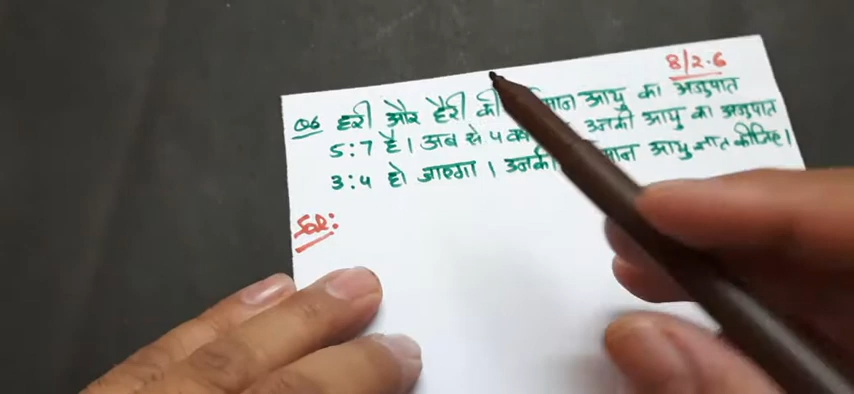 8/2.6
Q6 हरी और हैरी की आयु का अनुपात
5:7 है। अब से 4 उनकी आयु का अनुपात
3:4 हो जाएगा। उनकी आयु ज्ञात कीजिए।
Sol: